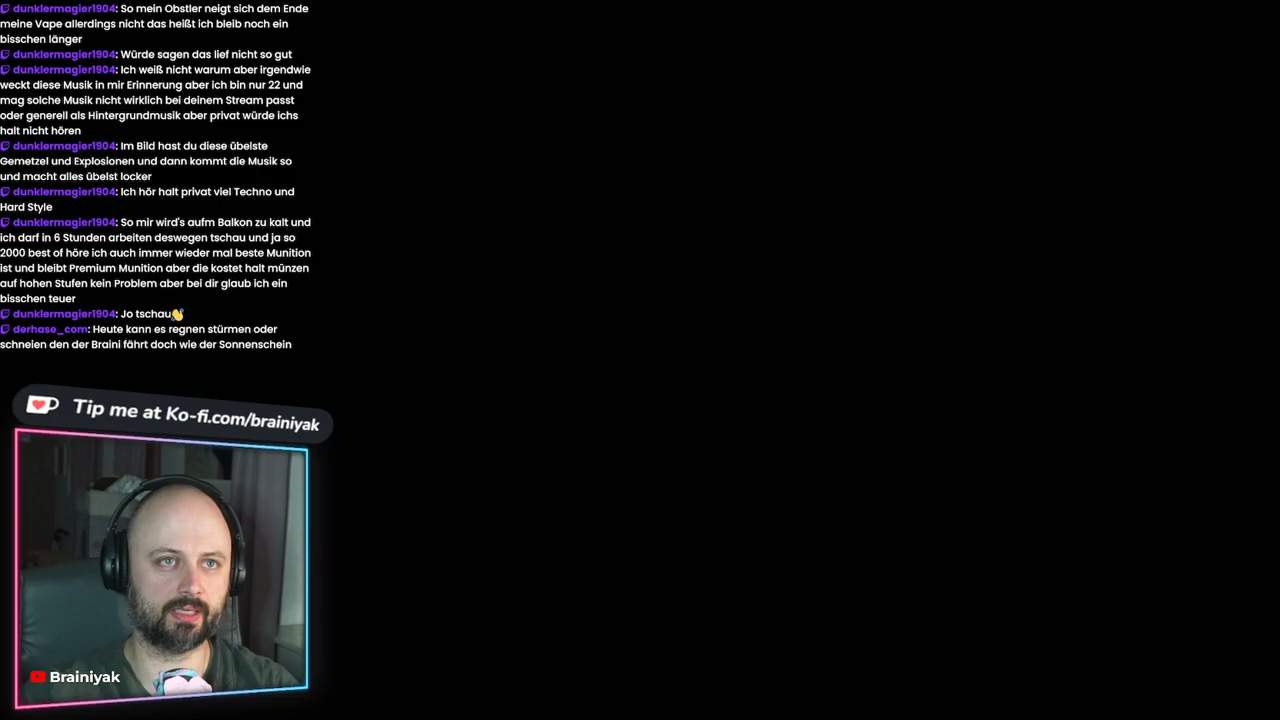 dunklermagier1904: So mein Obstler neigt sich dem Ende
meine Vape allerdings nicht das heißt ich bleib noch ein
bisschen länger
dunklermagier1904: Würde sagen das lief nicht so gut
dunklermagier1904: Ich weiß nicht warum aber irgendwie
weckt diese Musik in mir Erinnerung aber ich bin nur 22 und
mag solche Musik nicht wirklich bei deinem Stream passt
oder generell als Hintergrundmusik aber privat würde ichs
halt nicht hören
dunklermagier1904: Im Bild hast du diese übelste
Gemetzel und Explosionen und dann kommt die Musik so
und macht alles übelst locker
dunklermagier1904: Ich hör halt privat viel Techno und
Hard Style
dunklermagier1904: So mir wird's aufm Balkon zu kalt und
ich darf in 6 Stunden arbeiten deswegen tschau und ja so
2000 best of höre ich auch immer wieder mal beste Munition
ist und bleibt Premium Munition aber die kostet halt münzen
auf hohen Stufen kein Problem aber bei dir glaub ich ein
bisschen teuer
dunklermagier1904: Jo tschau👋
derhase_com: Heute kann es regnen stürmen oder
schneien den der Braini fährt doch wie der Sonnenschein
Tip me at Ko-fi.com/brainiyak
Brainiyak